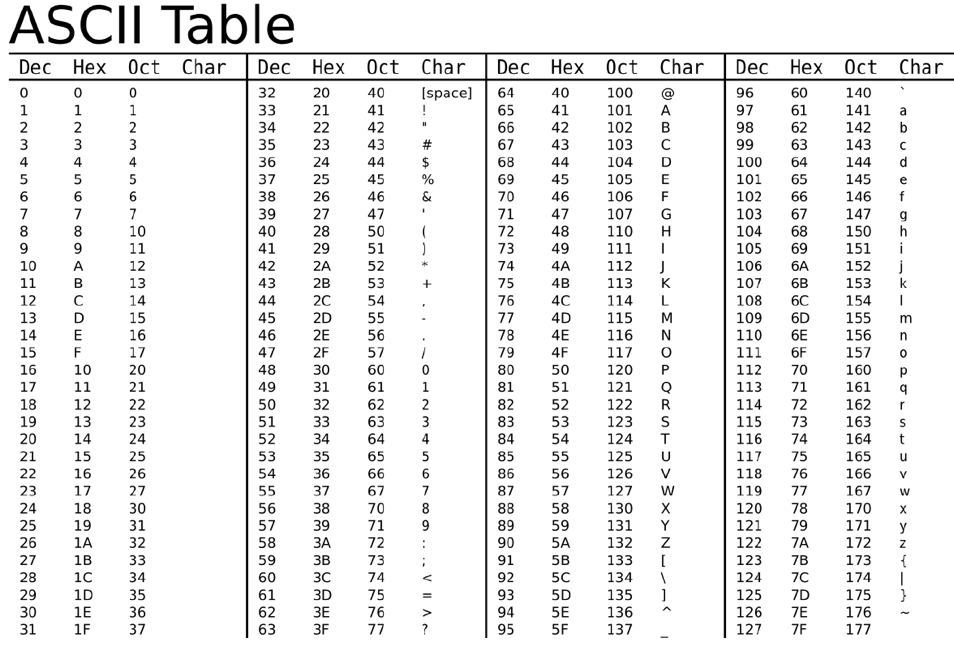 ASCII Table
Dec Hex Oct Char Dec Hex Oct Char Dec Hex Oct Char Dec Hex Oct Char
0 0 0 32 20 40 [space] 64 40 100 @ 96 60 140 `
1 1 1 33 21 41 ! 65 41 101 A 97 61 141 a
2 2 2 34 22 42 " 66 42 102 B 98 62 142 b
3 3 3 35 23 43 # 67 43 103 C 99 63 143 c
4 4 4 36 24 44 $ 68 44 104 D 100 64 144 d
5 5 5 37 25 45 % 69 45 105 E 101 65 145 e
6 6 6 38 26 46 & 70 46 106 F 102 66 146 f
7 7 7 39 27 47 ' 71 47 107 G 103 67 147 g
8 8 10 40 28 50 ( 72 48 110 H 104 68 150 h
9 9 11 41 29 51 ) 73 49 111 I 105 69 151 i
10 A 12 42 2A 52 * 74 4A 112 J 106 6A 152 j
11 B 13 43 2B 53 + 75 4B 113 K 107 6B 153 k
12 C 14 44 2C 54 , 76 4C 114 L 108 6C 154 l
13 D 15 45 2D 55 - 77 4D 115 M 109 6D 155 m
14 E 16 46 2E 56 . 78 4E 116 N 110 6E 156 n
15 F 17 47 2F 57 / 79 4F 117 O 111 6F 157 o
16 10 20 48 30 60 0 80 50 120 P 112 70 160 p
17 11 21 49 31 61 1 81 51 121 Q 113 71 161 q
18 12 22 50 32 62 2 82 52 122 R 114 72 162 r
19 13 23 51 33 63 3 83 53 123 S 115 73 163 s
20 14 24 52 34 64 4 84 54 124 T 116 74 164 t
21 15 25 53 35 65 5 85 55 125 U 117 75 165 u
22 16 26 54 36 66 6 86 56 126 V 118 76 166 v
23 17 27 55 37 67 7 87 57 127 W 119 77 167 w
24 18 30 56 38 70 8 88 58 130 X 120 78 170 x
25 19 31 57 39 71 9 89 59 131 Y 121 79 171 y
26 1A 32 58 3A 72 : 90 5A 132 Z 122 7A 172 z
27 1B 33 59 3B 73 ; 91 5B 133 [ 123 7B 173 {
28 1C 34 60 3C 74 < 92 5C 134 \ 124 7C 174 |
29 1D 35 61 3D 75 = 93 5D 135 ] 125 7D 175 }
30 1E 36 62 3E 76 > 94 5E 136 ^ 126 7E 176 ~
31 1F 37 63 3F 77 ? 95 5F 137 _ 127 7F 177